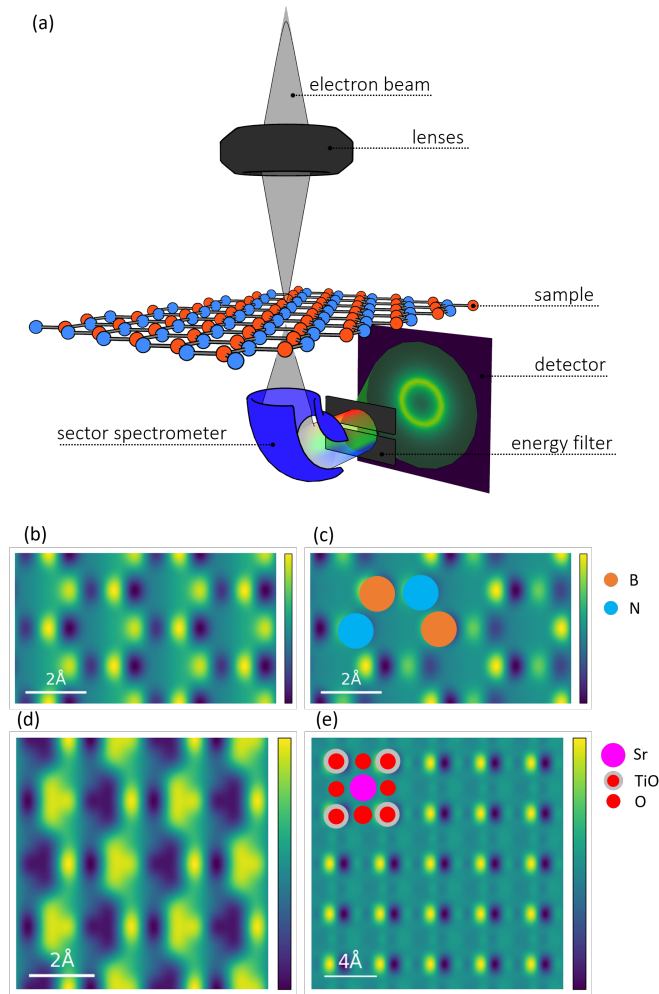 (a)
electron beam
lenses
sample
detector
sector spectrometer
energy filter
(b)
(c)
B
N
2Å
2Å
(d)
(e)
Sr
TiO
O
2Å
4Å